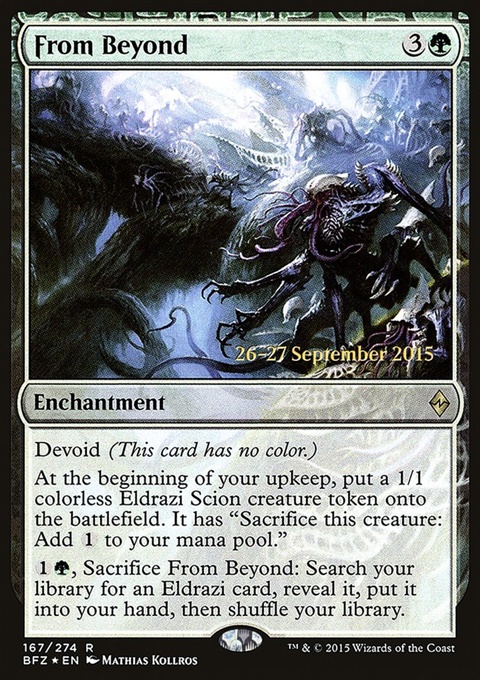 From Beyond 3
26-27 September 2015
Enchantment
Devoid (This card has no color.)
At the beginning of your upkeep, put a 1/1
colorless Eldrazi Scion creature token onto
the battlefield. It has “Sacrifice this creature:
Add 1 to your mana pool.”
1 , Sacrifice From Beyond: Search your
library for an Eldrazi card, reveal it, put it
into your hand, then shuffle your library.
167/274 R
BFZ ★ EN Mathias Kollros
™ & © 2015 Wizards of the Coast